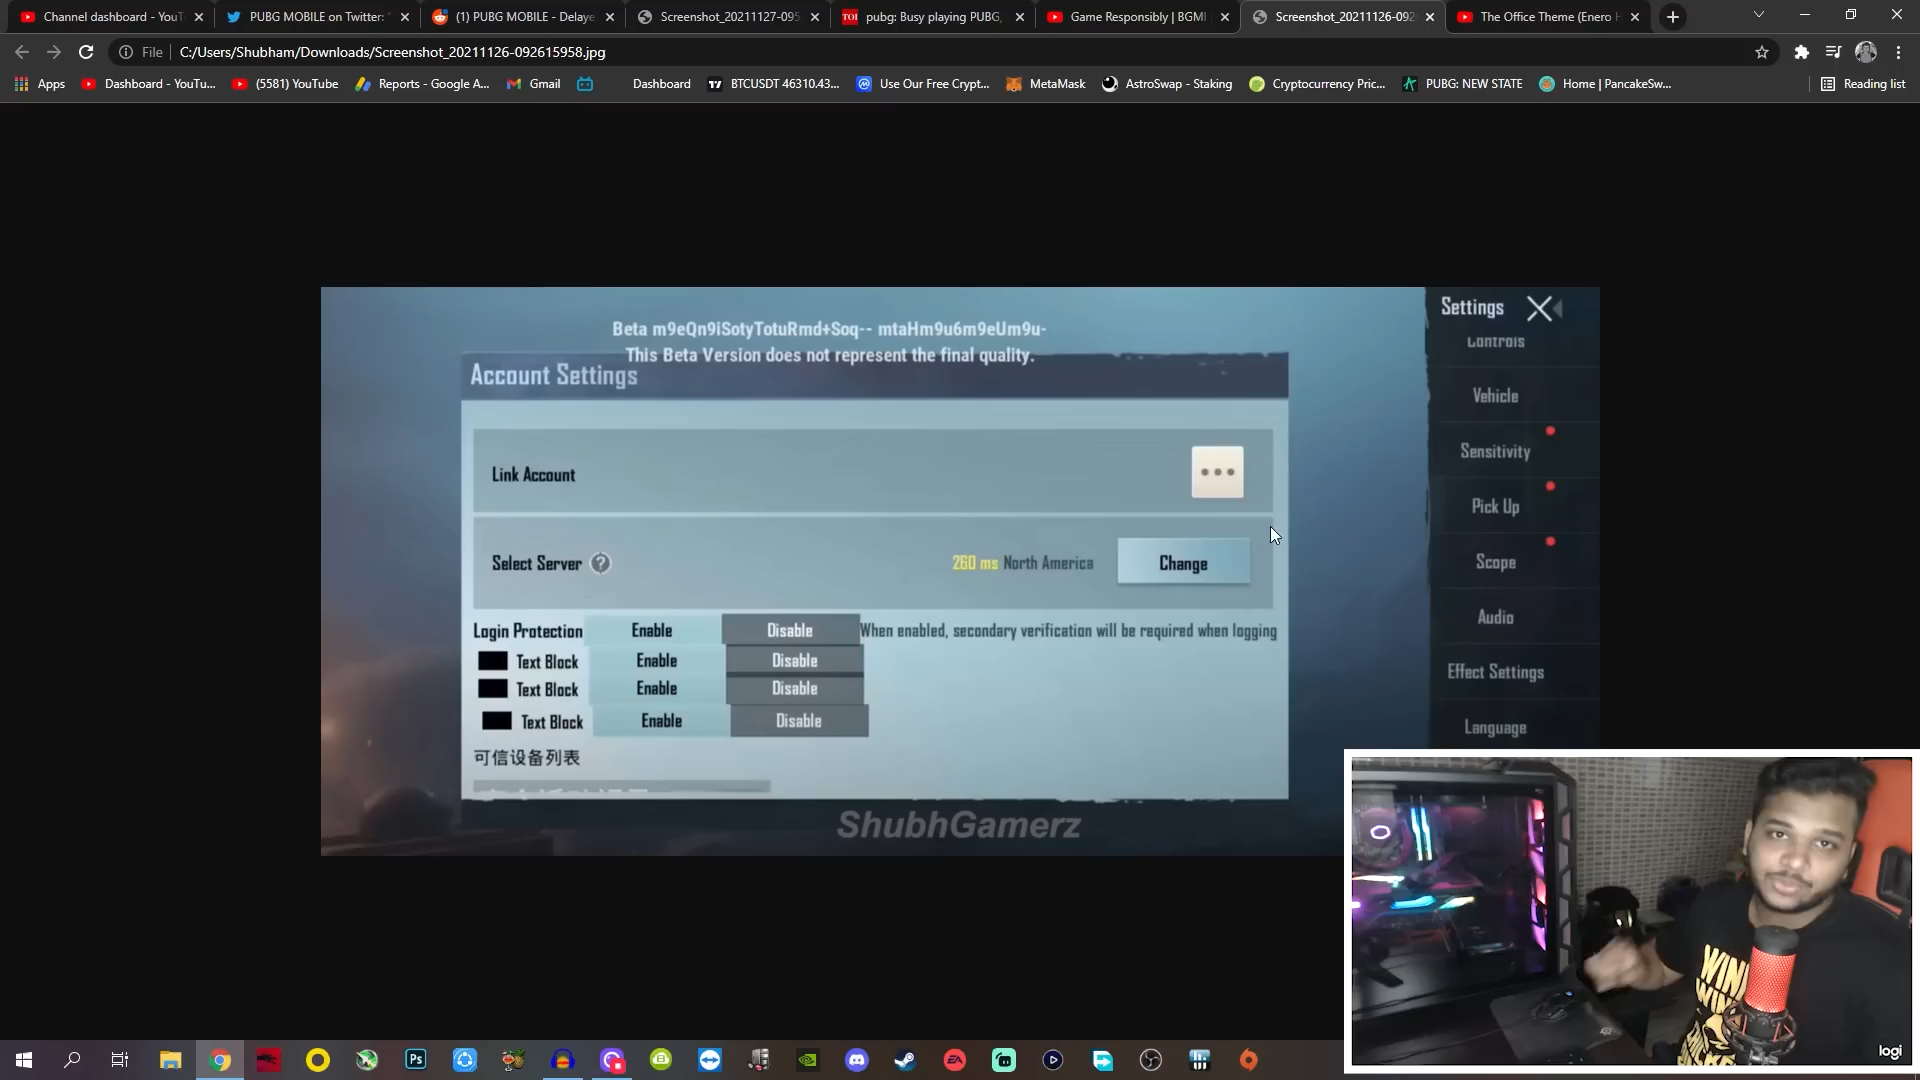 Channel dashboard - YouT
PUBG MOBILE on Twitter: "
(1) PUBG MOBILE - Delaye
Screenshot_20211127-095
TOI
pubg: Busy playing PUBG,
Game Responsibly | BGMI
Screenshot_20211126-092
The Office Theme (Enero H
File
C:/Users/Shubham/Downloads/Screenshot_20211126-092615958.jpg
Apps
Dashboard - YouTu...
(5581) YouTube
Reports - Google A...
Gmail
Dashboard
BTCUSDT 46310.43...
Use Our Free Crypt...
MetaMask
AstroSwap - Staking
Cryptocurrency Pric...
PUBG: NEW STATE
Home | PancakeSw...
Reading list
Beta m9eQn9iSotyTotuRmd+Soq-- mtaHm9u6m9eUm9u-
This Beta Version does not represent the final quality.
Account Settings
Link Account
Select Server ?
260 ms North America
Change
Login Protection Enable Disable When enabled, secondary verification will be required when logging
Text Block Enable Disable
Text Block Enable Disable
Text Block Enable Disable
可信设备列表
Settings
Controls
Vehicle
Sensitivity
Pick Up
Scope
Audio
Effect Settings
Language
ShubhGamerz
WINI
WI
logi
Ps
EA